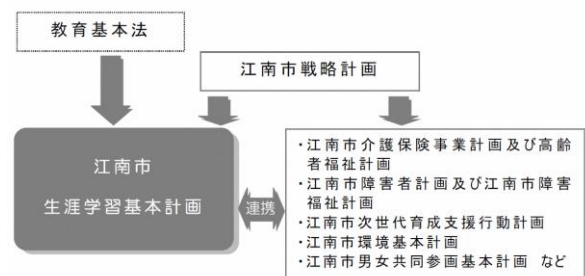 教育基本法
江南市戦略計画
江南市
生涯学習基本計画
連携
・江南市介護保険事業計画及び高齢
者福祉計画
・江南市障害者計画及び江南市障害
福祉計画
・江南市次世代育成支援行動計画
・江南市環境基本計画
・江南市男女共同参画基本計画 など